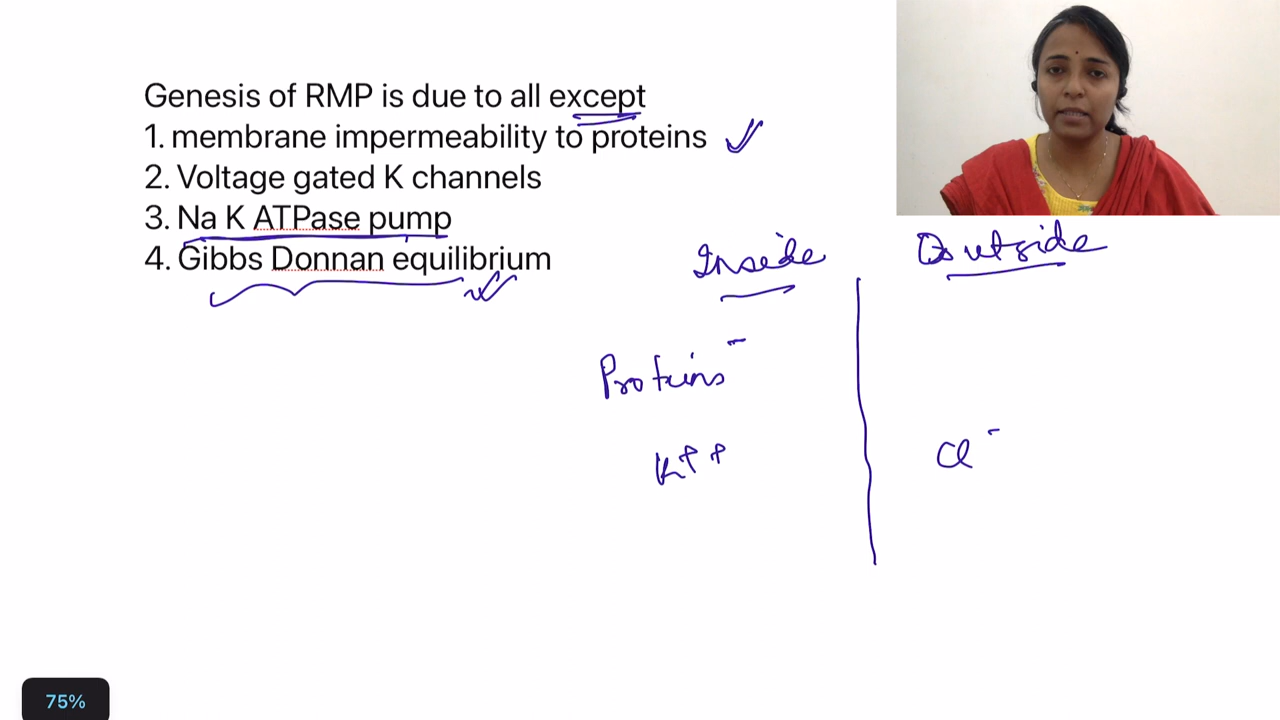 Genesis of RMP is due to all except
1. membrane impermeability to proteins
2. Voltage gated K channels
3. Na K ATPase pump
4. Gibbs Donnan equilibrium
Inside Outside
Proteins -
K++ Cl -
75%